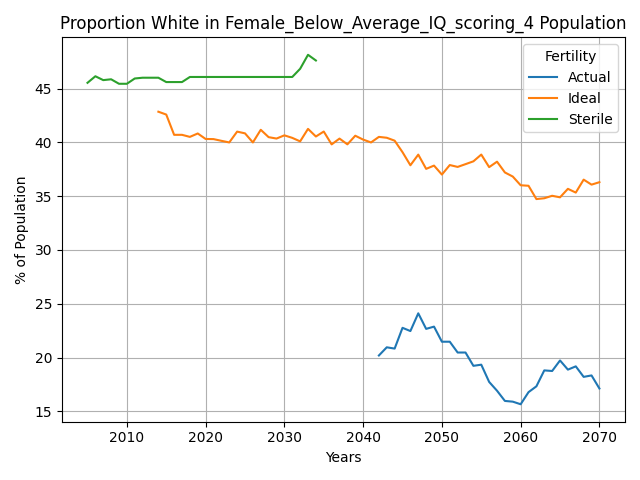 Proportion White in Female_Below_Average_IQ_scoring_4 Population
Fertility
Actual
Ideal
Sterile
% of Population
45
40
35
30
25
20
15
2010 2020 2030 2040 2050 2060 2070
Years